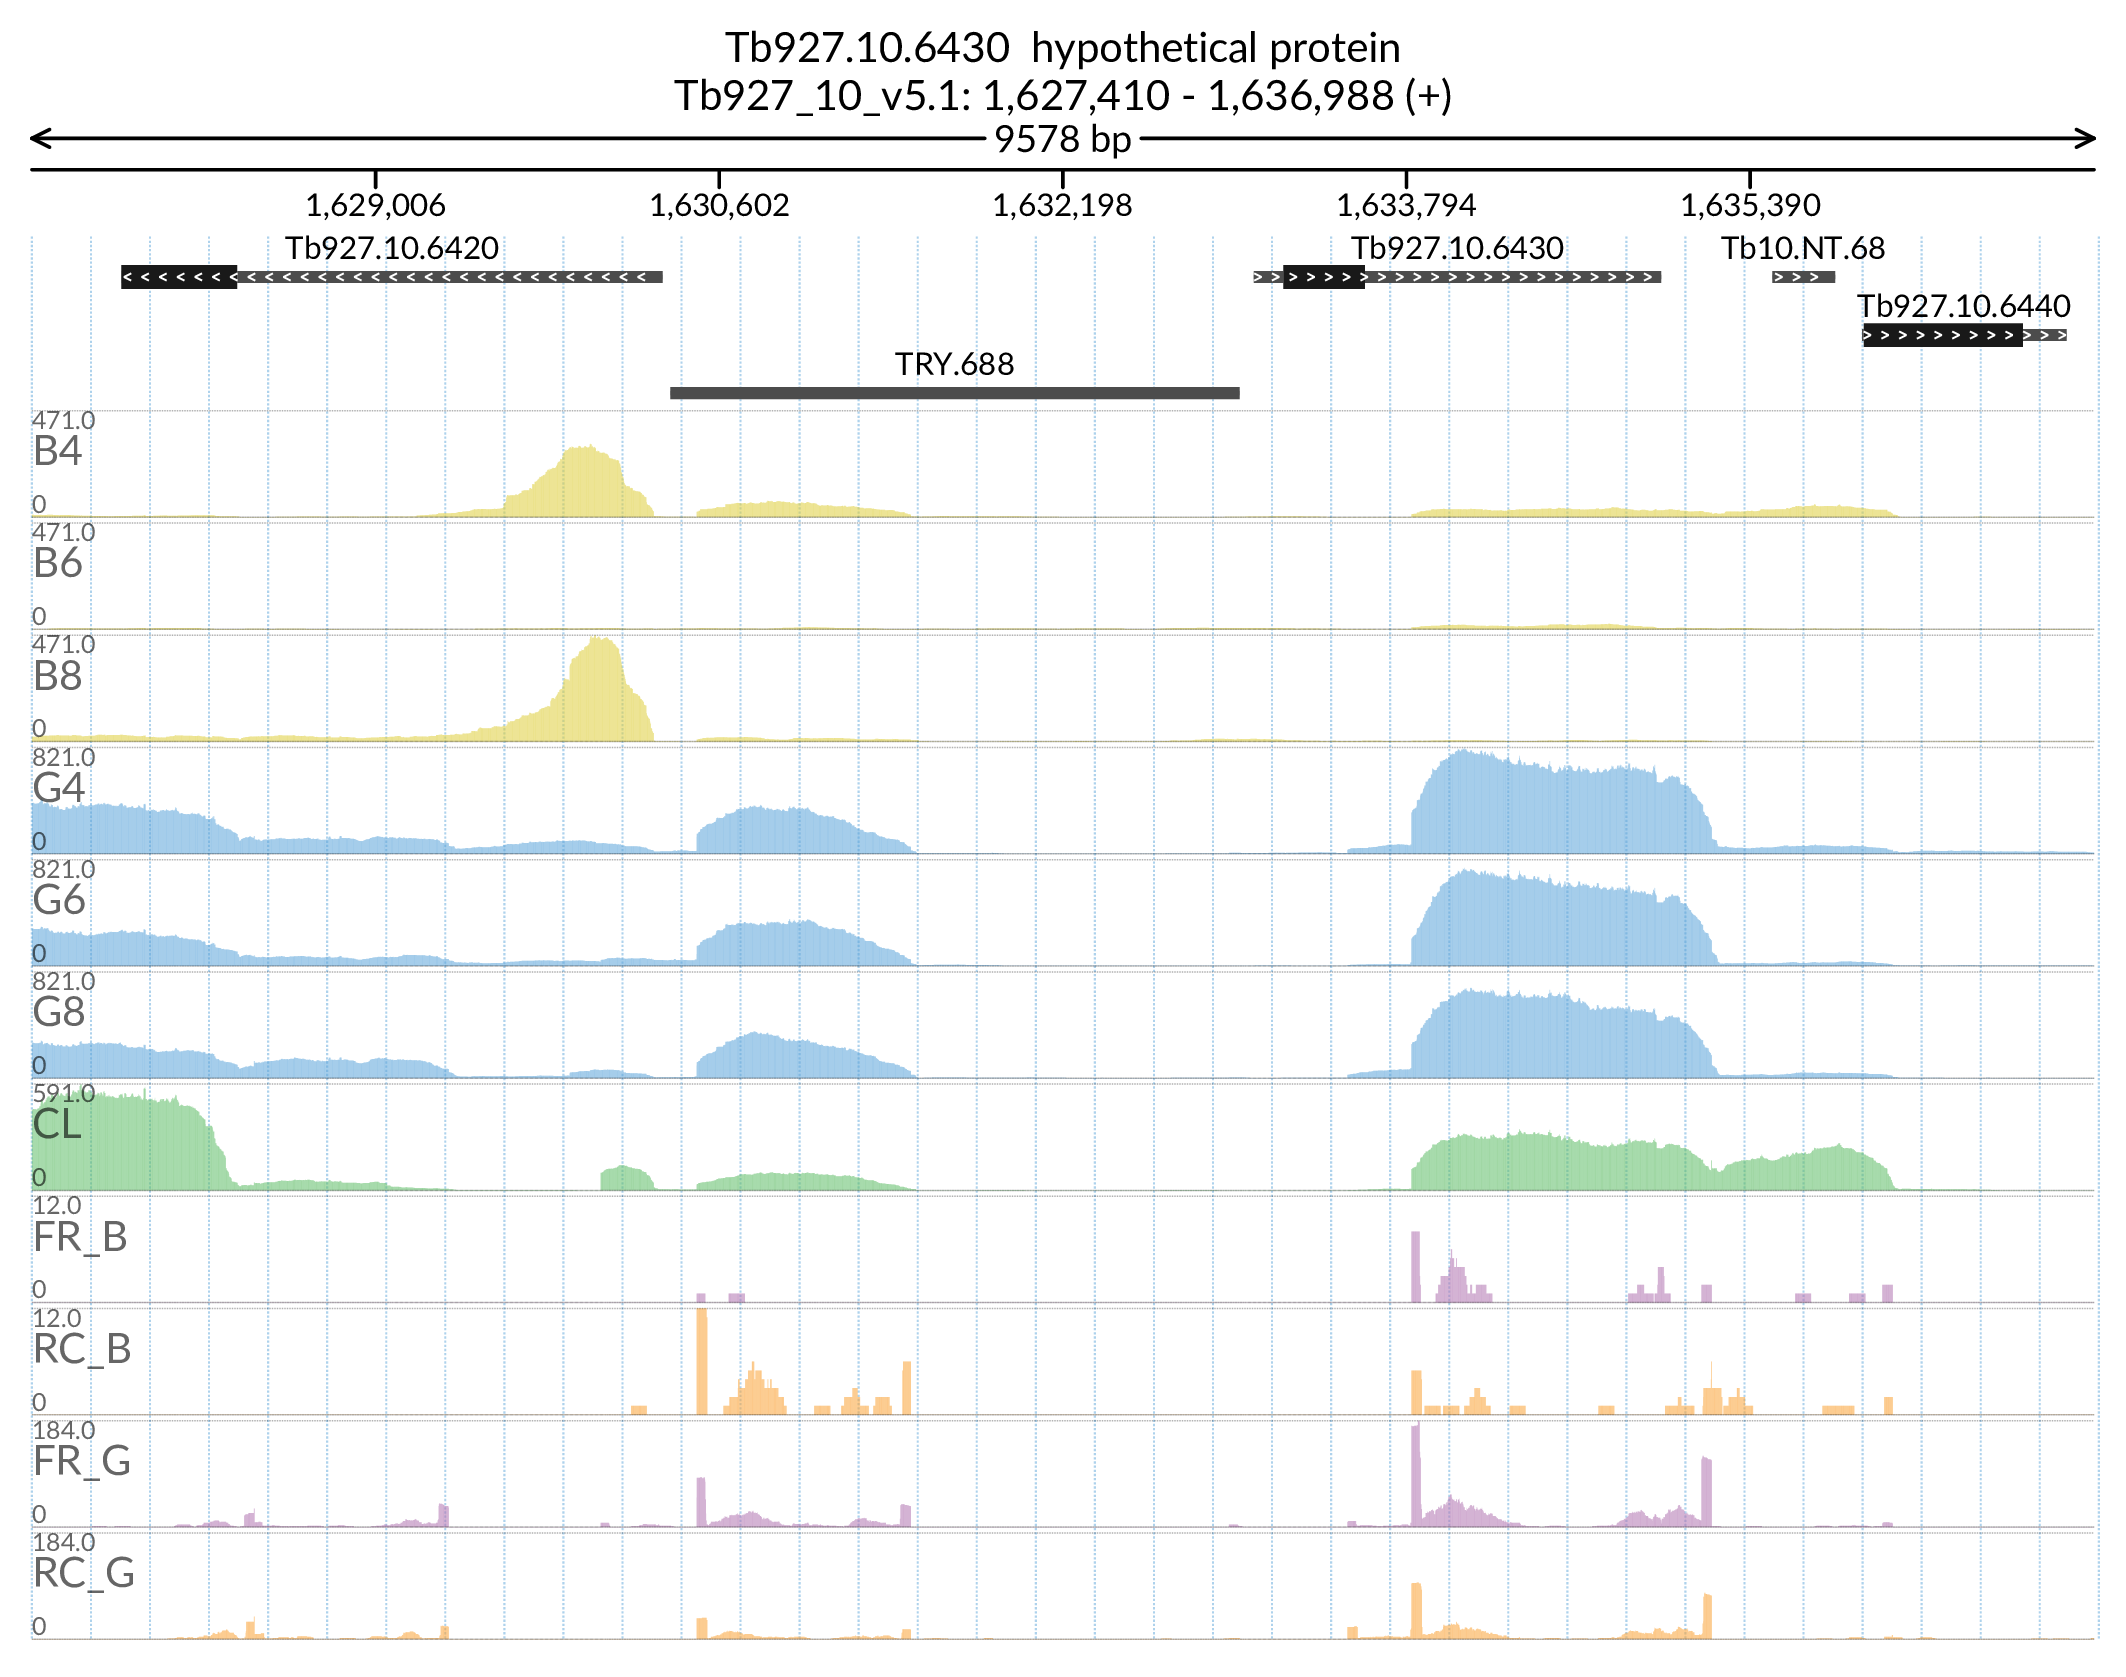 Tb927.10.6430 hypothetical protein
Tb927_10_v5.1: 1,627,410 - 1,636,988 (+)
9578 bp
1,629,006 1,630,602 1,632,198 1,633,794 1,635,390
Tb927.10.6420 Tb927.10.6430 Tb10.NT.68
Tb927.10.6440
TRY.688
471.0
B4
0
471.0
B6
0
471.0
B8
0
821.0
G4
0
821.0
G6
0
821.0
G8
0
591.0
CL
0
12.0
FR_B
0
12.0
RC_B
0
184.0
FR_G
0
184.0
RC_G
0